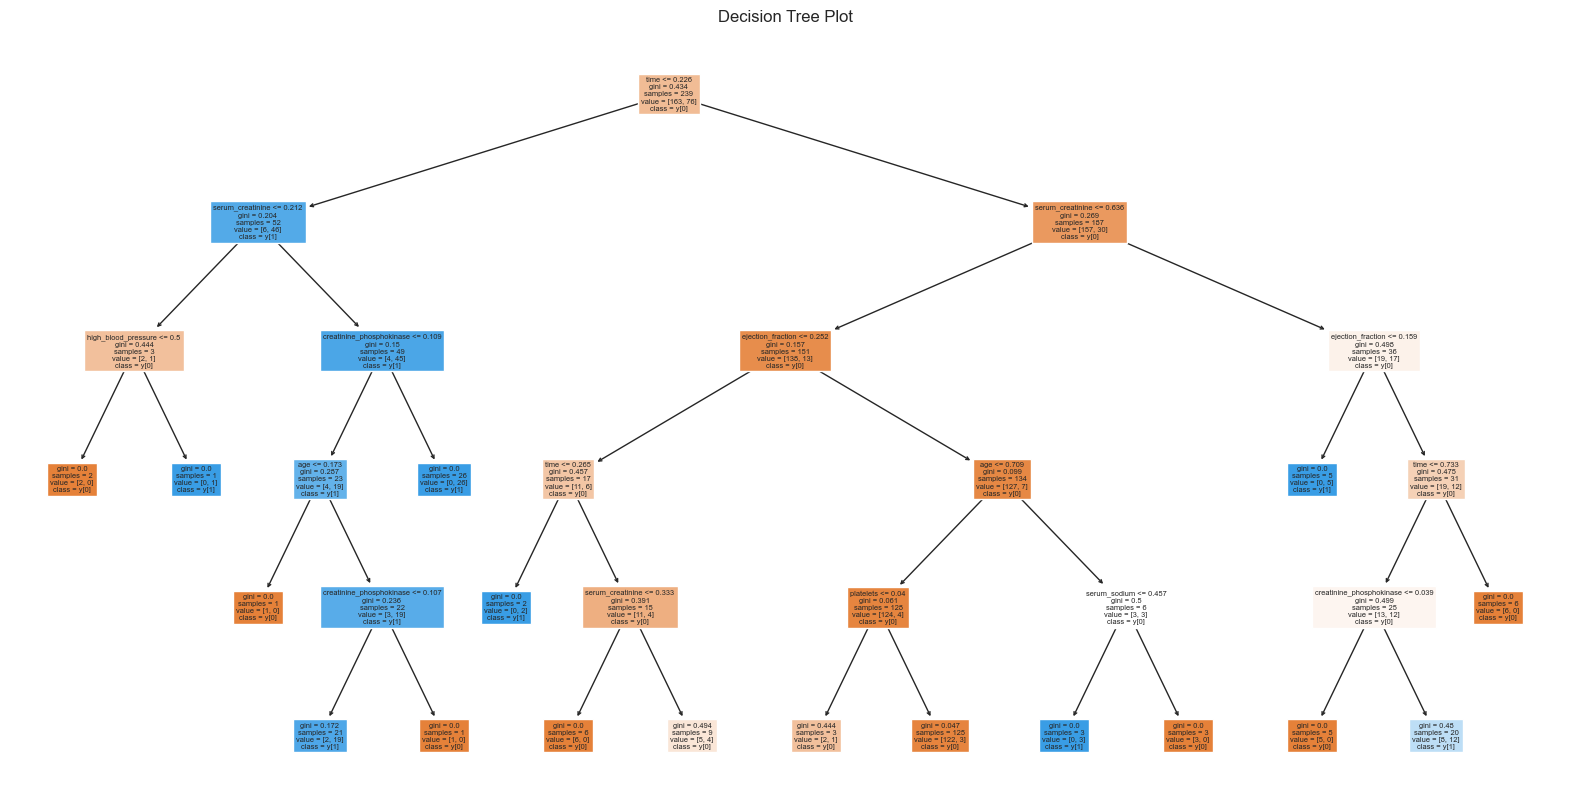 Decision Tree Plot
time <= 0.226
gini = 0.434
samples = 239
value = [163, 76]
class = y[0]
serum_creatinine <= 0.212
gini = 0.204
samples = 52
value = [6, 46]
class = y[1]
serum_creatinine <= 0.636
gini = 0.269
samples = 187
value = [157, 30]
class = y[0]
high_blood_pressure <= 0.5
gini = 0.444
samples = 3
value = [2, 1]
class = y[0]
creatinine_phosphokinase <= 0.109
gini = 0.15
samples = 49
value = [4, 45]
class = y[1]
ejection_fraction <= 0.252
gini = 0.157
samples = 151
value = [138, 13]
class = y[0]
ejection_fraction <= 0.159
gini = 0.498
samples = 36
value = [19, 17]
class = y[0]
gini = 0.0
samples = 2
value = [2, 0]
class = y[0]
gini = 0.0
samples = 1
value = [0, 1]
class = y[1]
age <= 0.173
gini = 0.287
samples = 23
value = [4, 19]
class = y[1]
gini = 0.0
samples = 26
value = [0, 26]
class = y[1]
time <= 0.265
gini = 0.457
samples = 17
value = [11, 6]
class = y[0]
age <= 0.709
gini = 0.099
samples = 134
value = [127, 7]
class = y[0]
gini = 0.0
samples = 5
value = [0, 5]
class = y[1]
time <= 0.733
gini = 0.475
samples = 31
value = [19, 12]
class = y[0]
gini = 0.0
samples = 1
value = [1, 0]
class = y[0]
creatinine_phosphokinase <= 0.107
gini = 0.236
samples = 22
value = [3, 19]
class = y[1]
gini = 0.0
samples = 2
value = [0, 2]
class = y[1]
serum_creatinine <= 0.333
gini = 0.391
samples = 15
value = [11, 4]
class = y[0]
platelets <= 0.04
gini = 0.061
samples = 128
value = [124, 4]
class = y[0]
serum_sodium <= 0.457
gini = 0.5
samples = 6
value = [3, 3]
class = y[0]
creatinine_phosphokinase <= 0.039
gini = 0.499
samples = 25
value = [13, 12]
class = y[0]
gini = 0.0
samples = 6
value = [6, 0]
class = y[0]
gini = 0.172
samples = 21
value = [2, 19]
class = y[1]
gini = 0.0
samples = 1
value = [1, 0]
class = y[0]
gini = 0.0
samples = 6
value = [6, 0]
class = y[0]
gini = 0.494
samples = 9
value = [5, 4]
class = y[0]
gini = 0.444
samples = 3
value = [2, 1]
class = y[0]
gini = 0.047
samples = 125
value = [122, 3]
class = y[0]
gini = 0.0
samples = 3
value = [0, 3]
class = y[1]
gini = 0.0
samples = 3
value = [3, 0]
class = y[0]
gini = 0.0
samples = 5
value = [5, 0]
class = y[0]
gini = 0.48
samples = 20
value = [8, 12]
class = y[1]